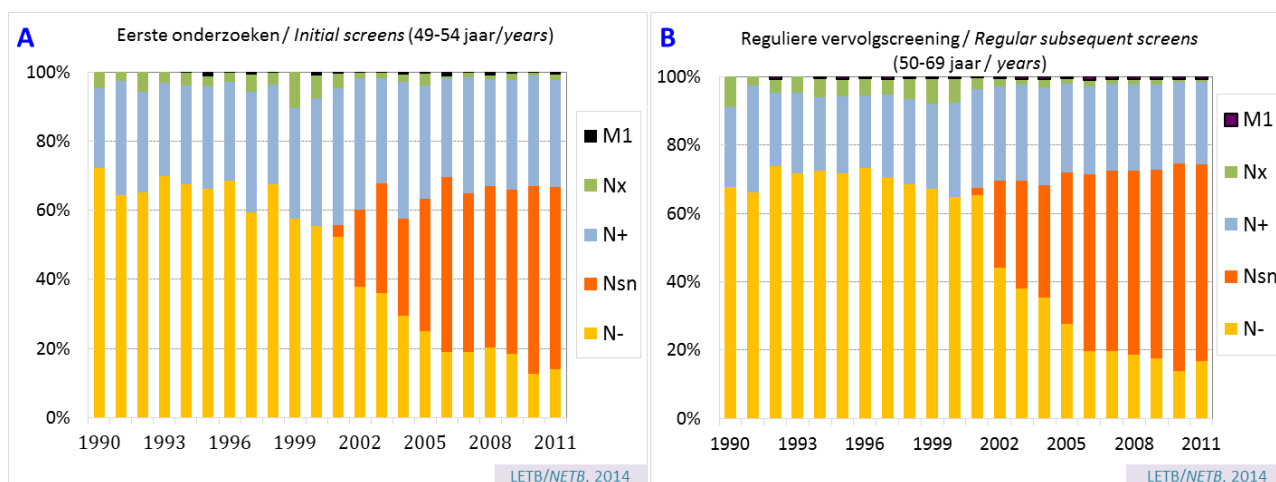 A
Eerste onderzoeken / Initial screens (49-54 jaar/years)
100%
80%
60%
40%
20%
0%
1990 1993 1996 1999 2002 2005 2008 2011
M1
Nx
N+
Nsn
N-
LETB/NETB, 2014
B
Reguliere vervolgscreening / Regular subsequent screens
(50-69 jaar / years)
100%
80%
60%
40%
20%
0%
1990 1993 1996 1999 2002 2005 2008 2011
M1
Nx
N+
Nsn
N-
LETB/NETB, 2014